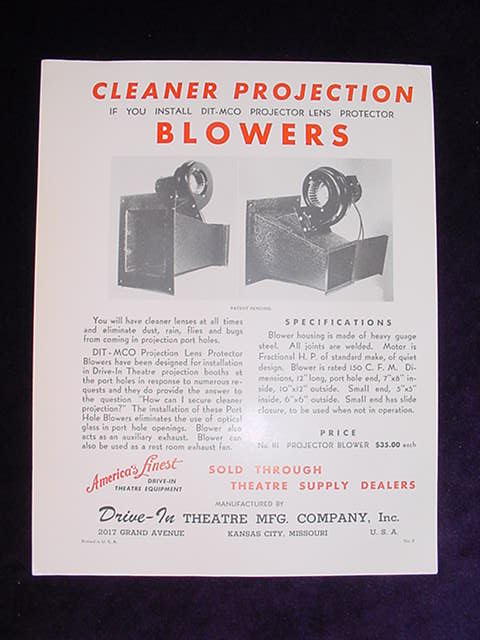 CLEANER PROJECTION
IF YOU INSTALL DIT-MCO PROJECTOR LENS PROTECTOR
BLOWERS
PATENT PENDING
You will have cleaner lenses at all times
and eliminate dust, rain, flies and bugs
from coming in projection port holes.
DIT-MCO Projection Lens Protector
Blowers have been designed for installation
in Drive-In Theatre projection booths at
the port holes in response to numerous re-
quests and they do provide the answer to
the question "How can I secure cleaner
projection?" The installation of these Port
Hole Blowers eliminates the use of optical
glass in port hole openings. Blower also
acts as an auxiliary exhaust. Blower can
also be used as a rest room exhaust fan.
SPECIFICATIONS
Blower housing is made of heavy guage
steel. All joints are welded. Motor is
Fractional H. P. of standard make, of quiet
design. Blower is rated 150 C. F. M. Di-
mensions, 12" long, port hole end, 7"x8" in-
side, 10"x12" outside. Small end, 5"x5"
inside, 6"x6" outside. Small end has slide
closure, to be used when not in operation.
PRICE
No. 81 PROJECTOR BLOWER $35.00 each
America's Finest
DRIVE-IN
THEATRE EQUIPMENT
SOLD THROUGH
THEATRE SUPPLY DEALERS
MANUFACTURED BY
Drive-In THEATRE MFG. COMPANY, Inc.
2017 GRAND AVENUE KANSAS CITY, MISSOURI U. S. A.
Printed in U. S. A.